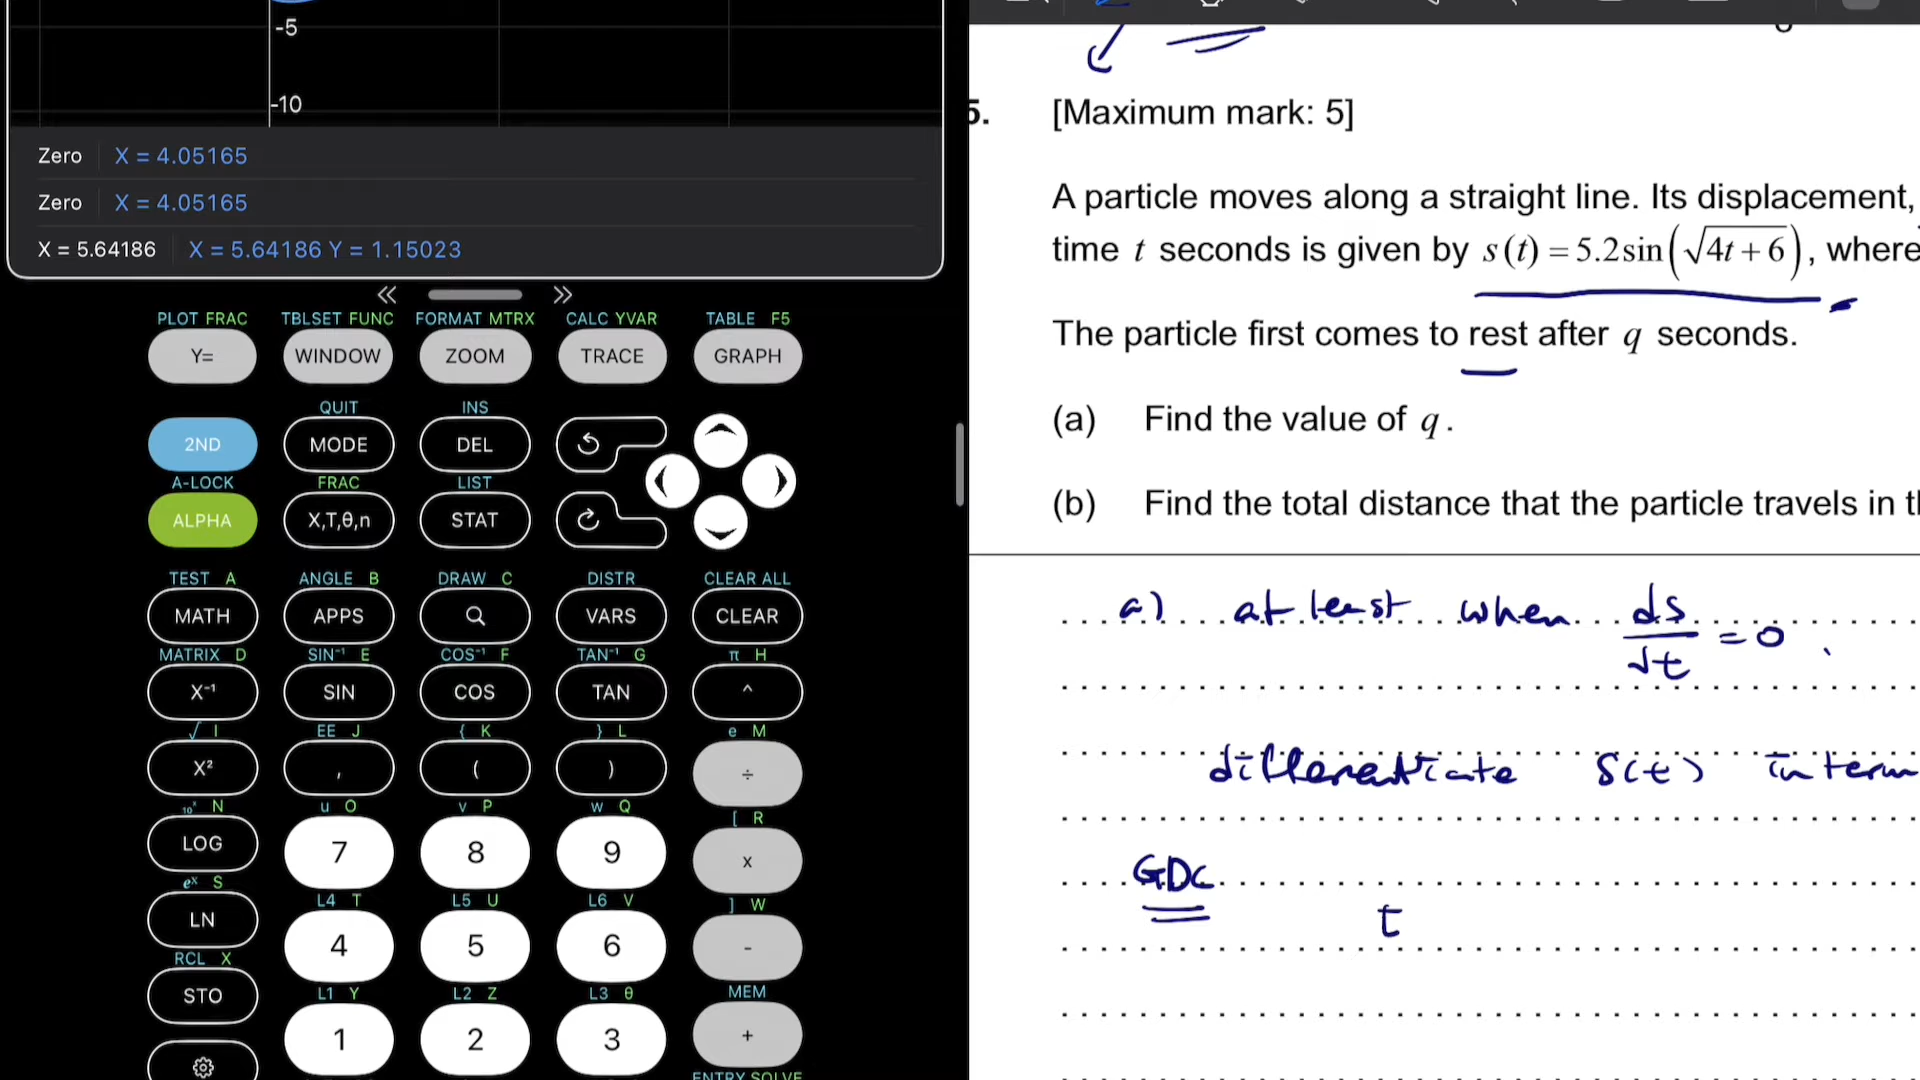 -5
-10
Zero X = 4.05165
Zero X = 4.05165
X = 5.64186 X = 5.64186 Y = 1.15023
PLOT FRAC TBLSET FUNC FORMAT MTRX CALC YVAR TABLE F5
Y= WINDOW ZOOM TRACE GRAPH
QUIT INS
2ND MODE DEL
A-LOCK FRAC LIST
ALPHA X,T,θ,n STAT
TEST A ANGLE B DRAW C DISTR CLEAR ALL
MATH APPS VARS CLEAR
MATRIX D SIN⁻¹ E COS⁻¹ F TAN⁻¹ G π H
X⁻¹ SIN COS TAN ^
√ I EE J { K } L e M
X² , ( ) ÷
10ˣ N u O v P w Q [ R
LOG 7 8 9 x
eˣ S L4 T L5 U L6 V ] W
LN 4 5 6 -
RCL X L1 Y L2 Z L3 θ MEM
STO 1 2 3 +
ENTRY SOLVE
5. [Maximum mark: 5]
A particle moves along a straight line. Its displacement,
time t seconds is given by s(t) = 5.2sin(√4t + 6), where
The particle first comes to rest after q seconds.
(a) Find the value of q.
(b) Find the total distance that the particle travels in
a) at least when ds/dt = 0
differentiate s(t) in term
GDC
t